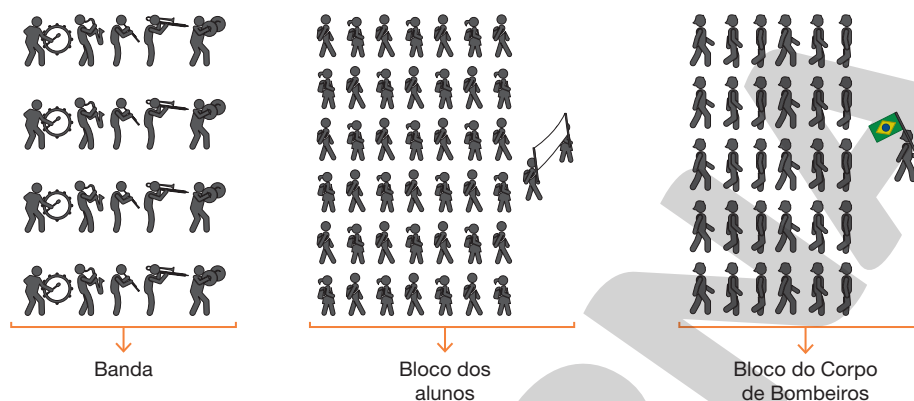 Banda
Bloco dos
alunos
Bloco do Corpo
de Bombeiros